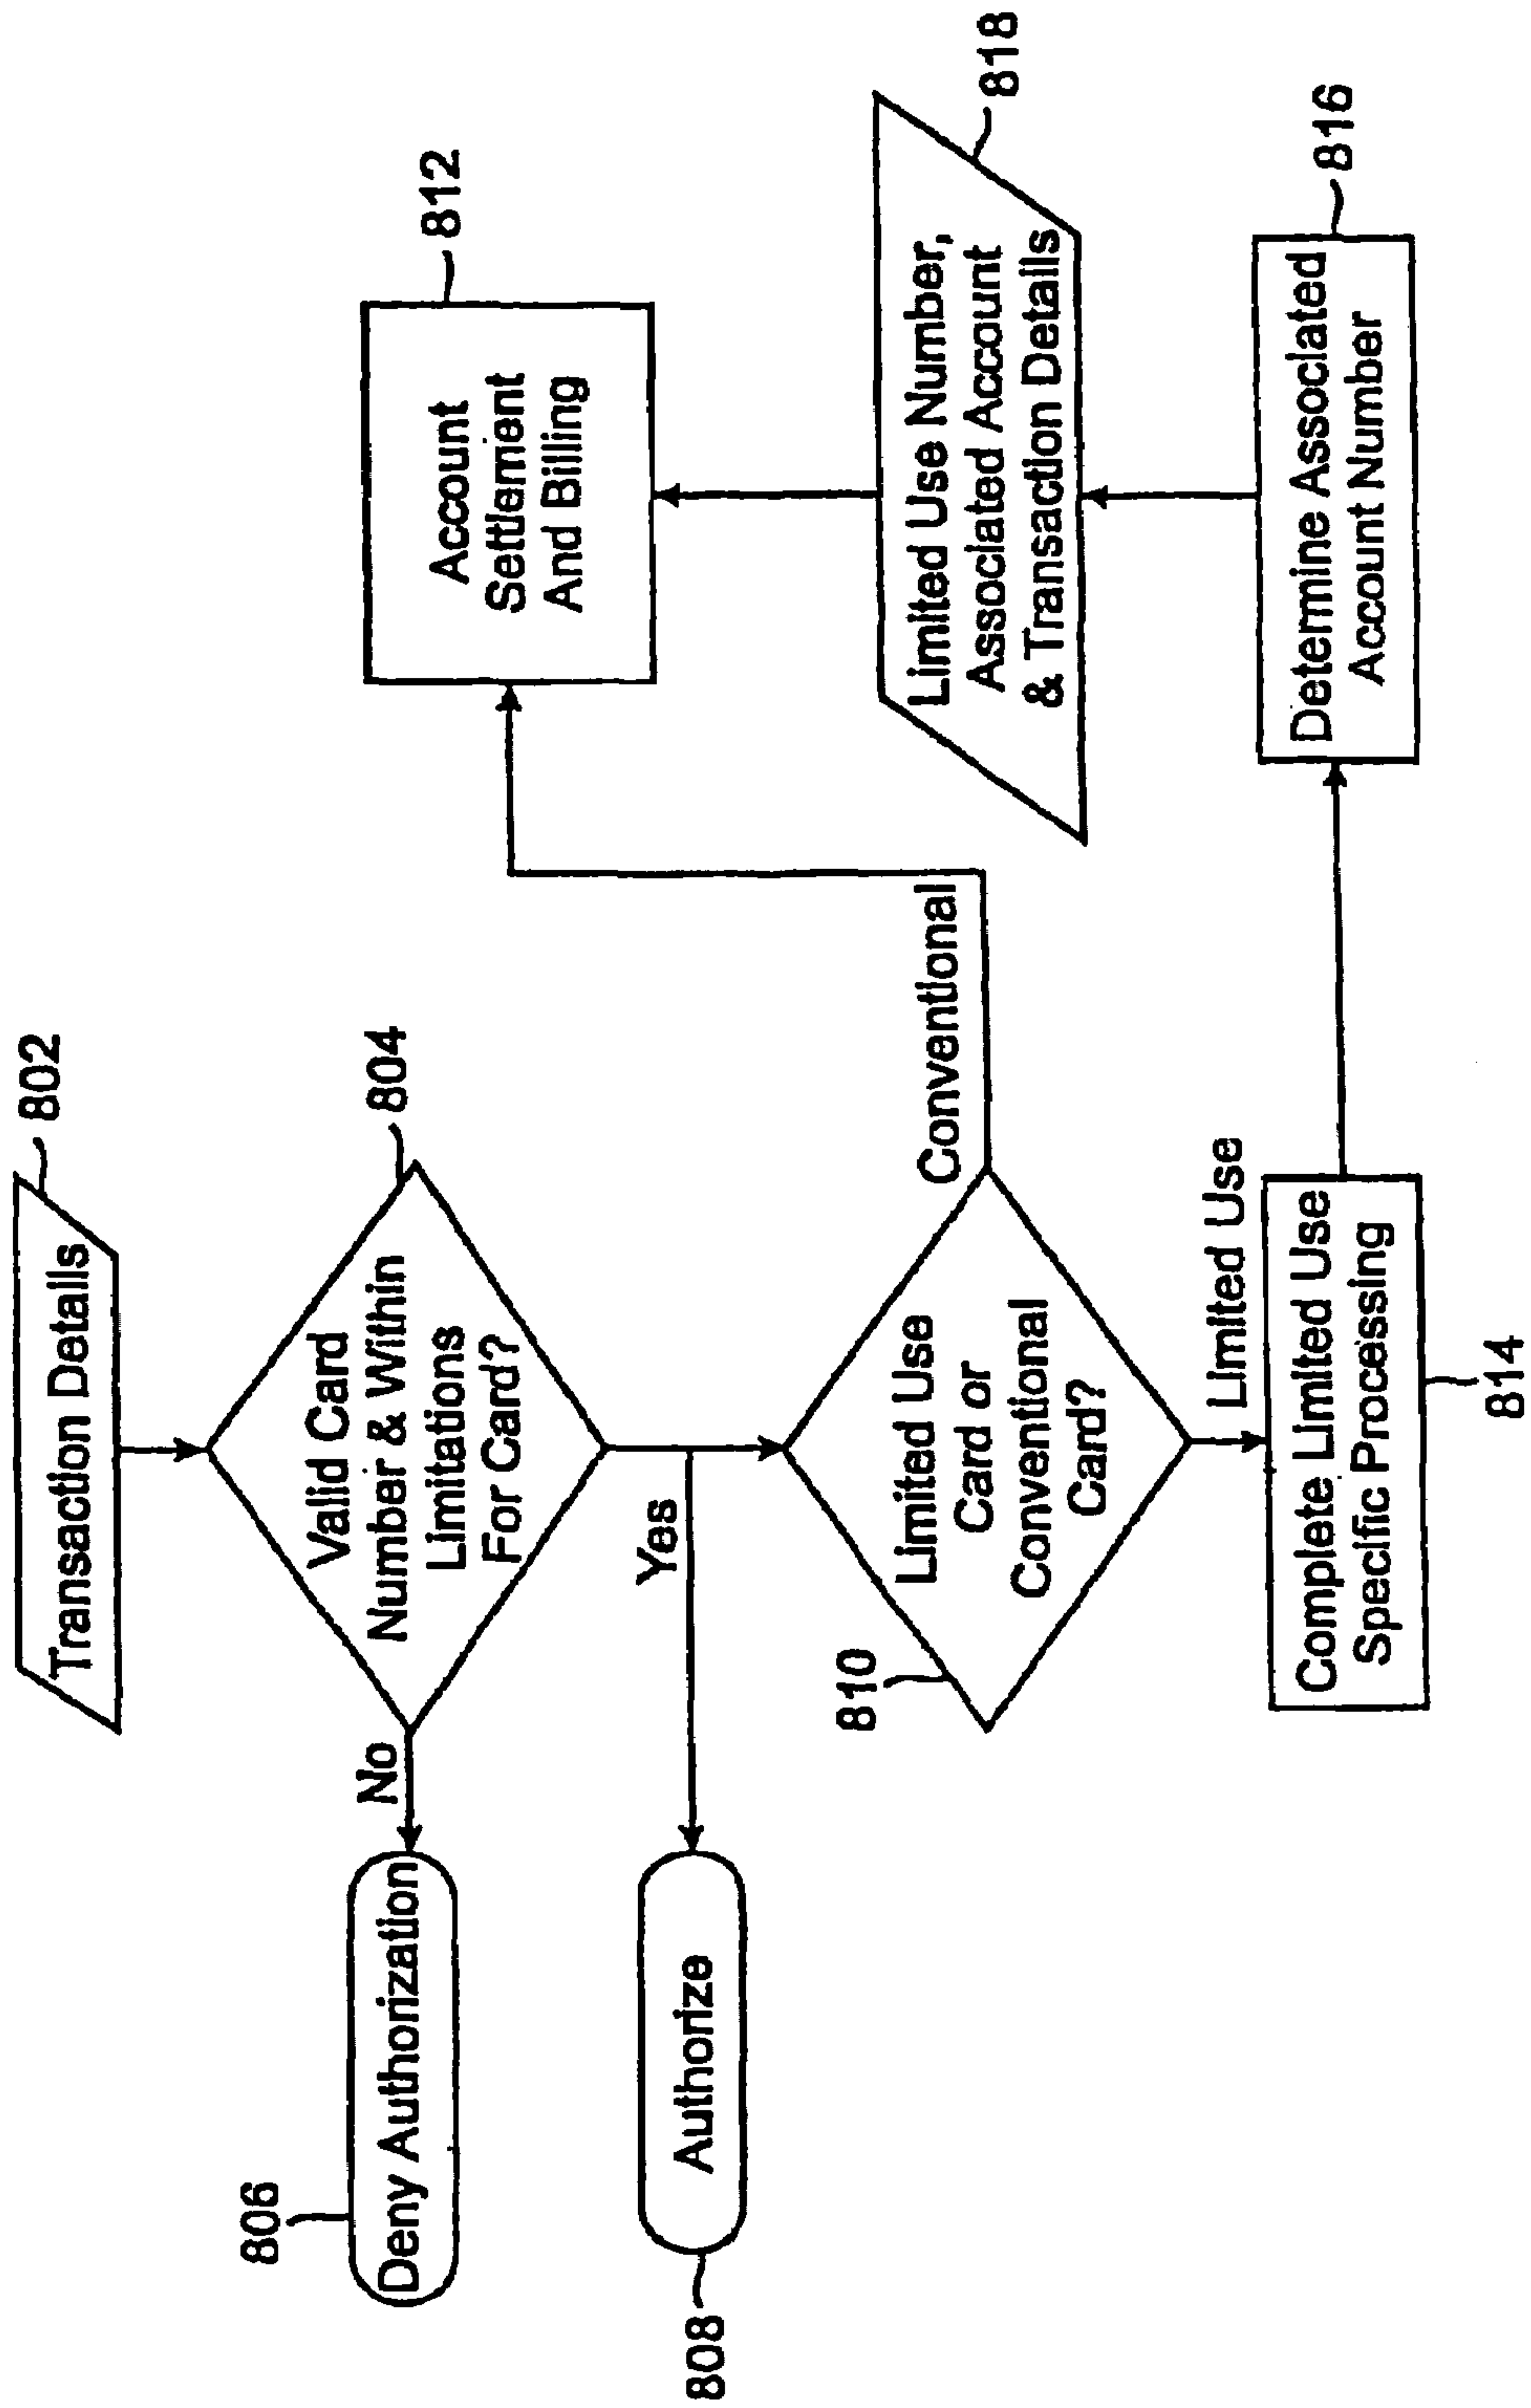 802
Transaction Details
804
Valid Card
Number & Within
Limitations
For Card?
No
806
Deny Authorization
Yes
808
Authorize
810
Limited Use
Card or
Conventional
Card?
Conventional
812
Account
Settlement
And Billing
Limited Use
Complete Limited Use
Specific Processing
814
Determine Associated
Account Number
816
Limited Use Number,
Associated Account
& Transaction Details
818